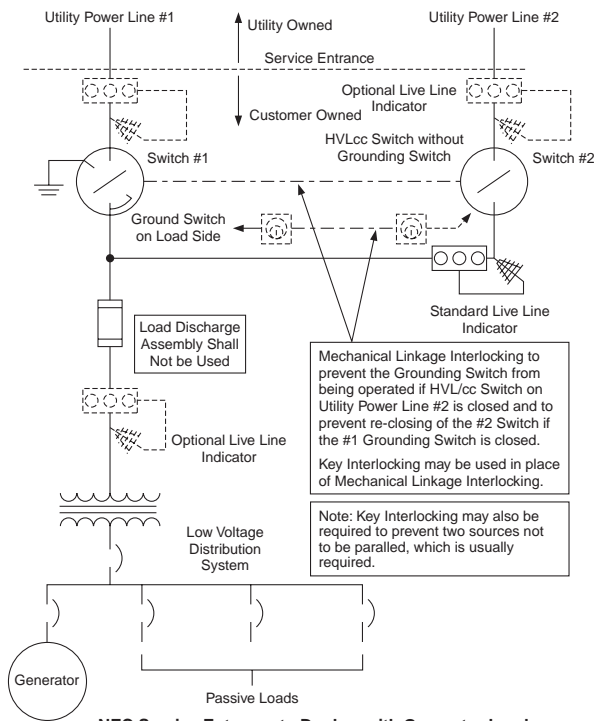 Utility Power Line #1
Utility Power Line #2
Utility Owned
Service Entrance
Customer Owned
Optional Live Line
Indicator
HVLcc Switch without
Grounding Switch
Switch #1
Switch #2
Ground Switch
on Load Side
Standard Live Line
Indicator
Load Discharge
Assembly Shall
Not be Used
Mechanical Linkage Interlocking to
prevent the Grounding Switch from
being operated if HVL/cc Switch on
Utility Power Line #2 is closed and to
prevent re-closing of the #2 Switch if
the #1 Grounding Switch is closed.
Key Interlocking may be used in place
of Mechanical Linkage Interlocking.
Optional Live Line
Indicator
Note: Key Interlocking may also be
required to prevent two sources not
to be paralled, which is usually
required.
Low Voltage
Distribution
System
Generator
Passive Loads